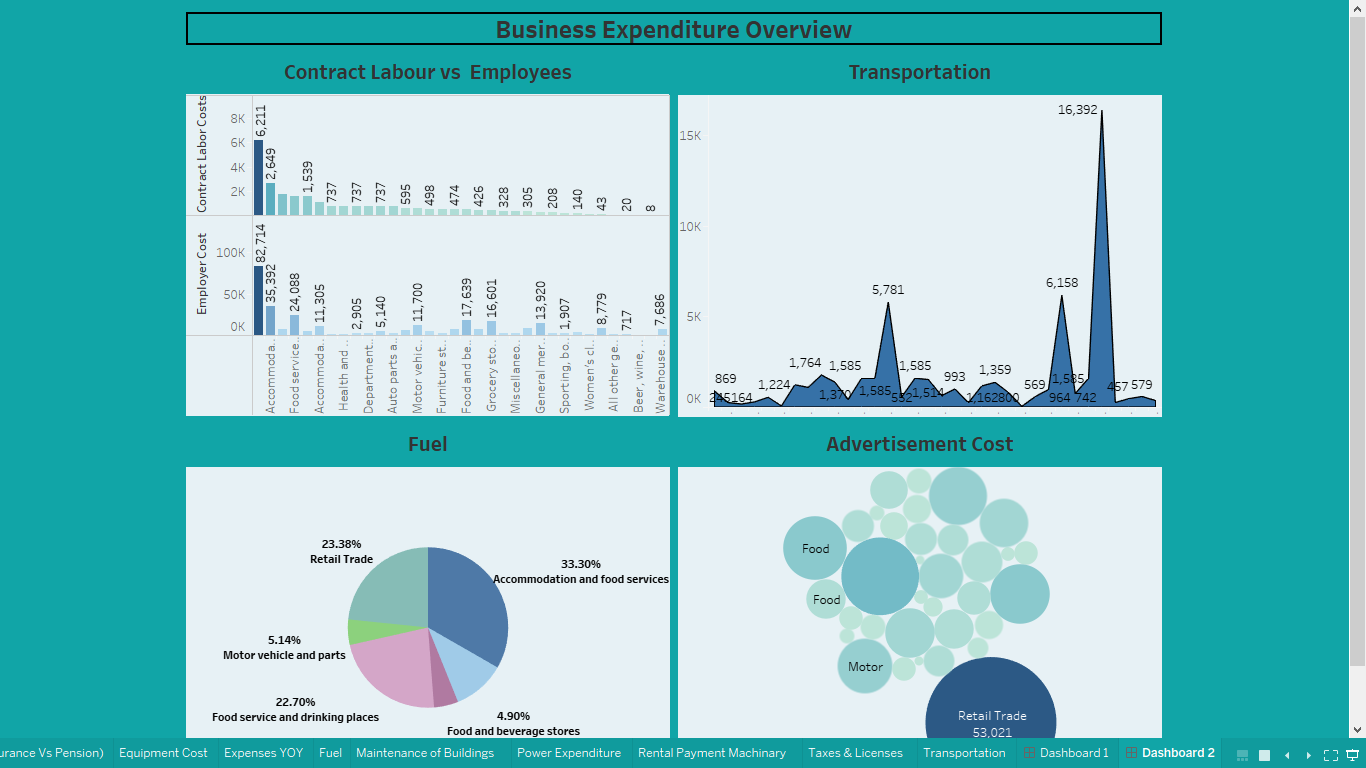 Business Expenditure Overview
Contract Labour vs Employees
Transportation
Contract Labor Costs
8K
6K
4K
2K
6,211
2,649
1,539
737
737
737
595
498
474
426
328
305
208
140
43
20
8
Employer Cost
100K
50K
0K
82,714
35,392
24,088
11,305
2,905
5,140
11,700
17,639
16,601
13,920
1,907
8,779
717
7,686
Accommoda..
Food service..
Accommoda..
Health and ..
Department..
Auto parts a..
Motor vehic..
Furniture st..
Food and be..
Grocery sto..
Miscellaneo..
General mer..
Sporting, bo..
Women's cl..
All other ge..
Beer, wine, ..
Warehouse ..
15K
10K
5K
0K
869
245
164
1,224
1,764
1,370
1,585
1,585
5,781
552
1,585
1,514
993
1,162
1,359
800
569
964
6,158
1,585
742
16,392
457
579
Fuel
Advertisement Cost
23.38%
Retail Trade
33.30%
Accommodation and food services
5.14%
Motor vehicle and parts
22.70%
Food service and drinking places
4.90%
Food and beverage stores
Food
Food
Motor
Retail Trade
53,021
urance Vs Pension)
Equipment Cost
Expenses YOY
Fuel
Maintenance of Buildings
Power Expenditure
Rental Payment Machinary
Taxes & Licenses
Transportation
Dashboard 1
Dashboard 2